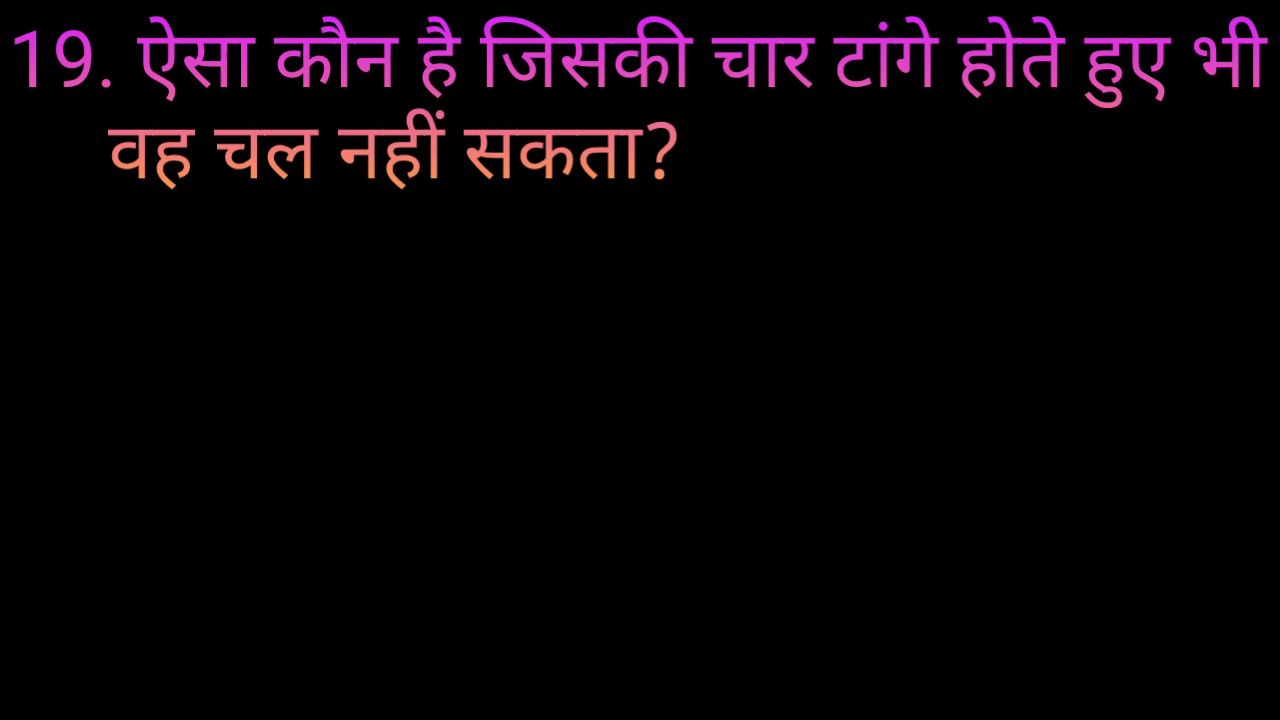 19. ऐसा कौन है जिसकी चार टांगे होते हुए भी
वह चल नहीं सकता?